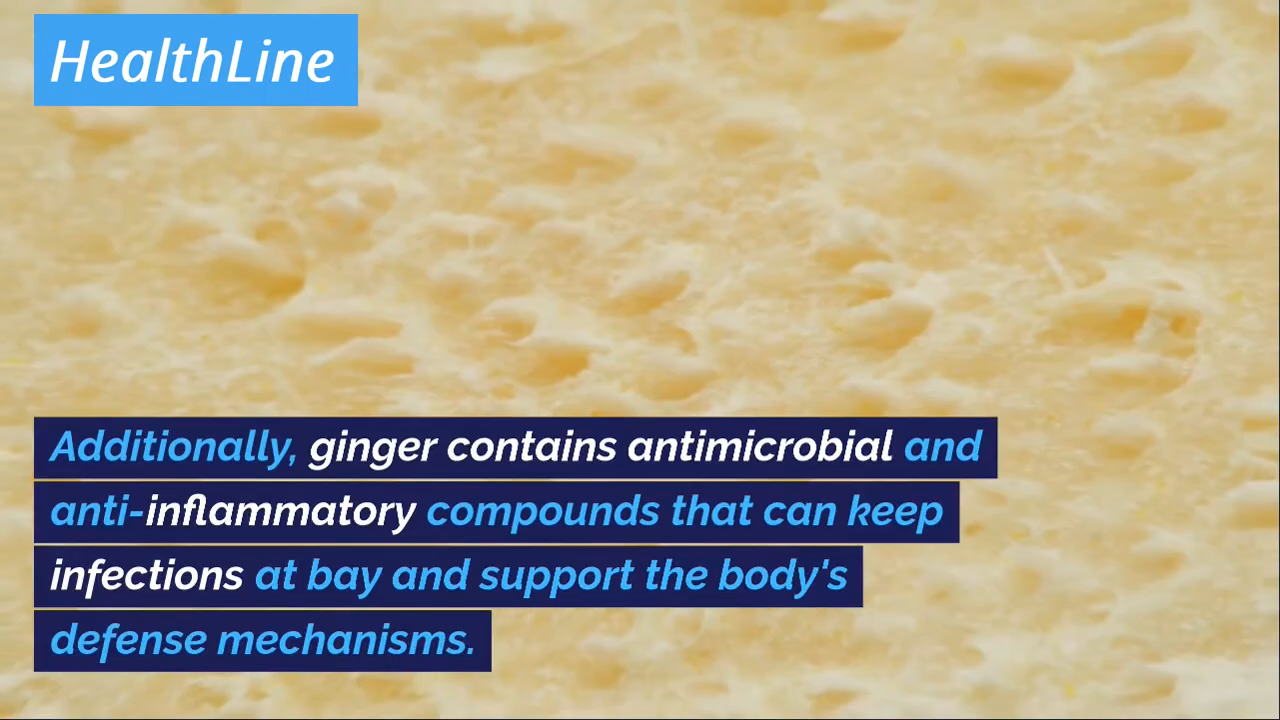 HealthLine
Additionally, ginger contains antimicrobial and
anti-inflammatory compounds that can keep
infections at bay and support the body's
defense mechanisms.